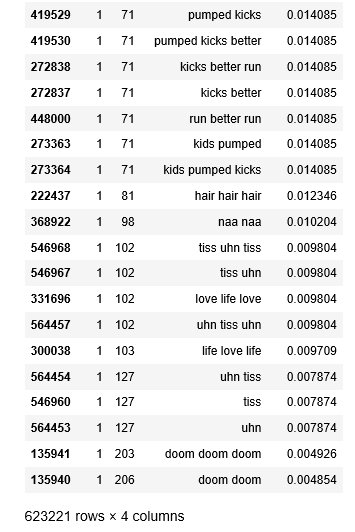 419529 1 71 pumped kicks 0.014085
419530 1 71 pumped kicks better 0.014085
272838 1 71 kicks better run 0.014085
272837 1 71 kicks better 0.014085
448000 1 71 run better run 0.014085
273363 1 71 kids pumped 0.014085
273364 1 71 kids pumped kicks 0.014085
222437 1 81 hair hair hair 0.012346
368922 1 98 naa naa 0.010204
546968 1 102 tiss uhn tiss 0.009804
546967 1 102 tiss uhn 0.009804
331696 1 102 love life love 0.009804
564457 1 102 uhn tiss uhn 0.009804
300038 1 103 life love life 0.009709
564454 1 127 uhn tiss 0.007874
546960 1 127 tiss 0.007874
564453 1 127 uhn 0.007874
135941 1 203 doom doom doom 0.004926
135940 1 206 doom doom 0.004854
623221 rows × 4 columns